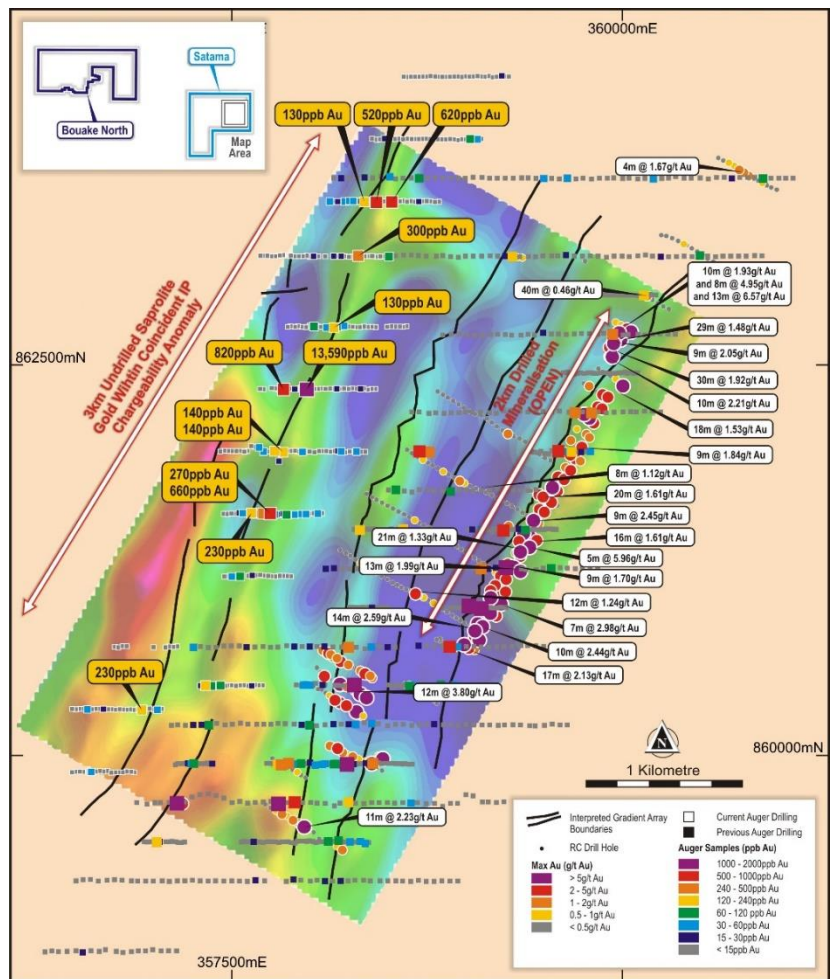 360000mE
Satama
Bouake North
Map
Area
130ppb Au
520ppb Au
620ppb Au
4m @ 1.67g/t Au
300ppb Au
10m @ 1.93g/t Au
and 8m @ 4.95g/t Au
and 13m @ 6.57g/t Au
40m @ 0.46g/t Au
130ppb Au
29m @ 1.48g/t Au
862500mN
820ppb Au
13,590ppb Au
9m @ 2.05g/t Au
30m @ 1.92g/t Au
10m @ 2.21g/t Au
3km Undrilled Saprolite
Gold Wihtin Coincident IP
Chargeability Anomaly
2km Drilled
Mineralisation
(OPEN)
18m @ 1.53g/t Au
140ppb Au
140ppb Au
9m @ 1.84g/t Au
270ppb Au
660ppb Au
8m @ 1.12g/t Au
20m @ 1.61g/t Au
9m @ 2.45g/t Au
230ppb Au
21m @ 1.33g/t Au
16m @ 1.61g/t Au
5m @ 5.96g/t Au
13m @ 1.99g/t Au
9m @ 1.70g/t Au
12m @ 1.24g/t Au
14m @ 2.59g/t Au
7m @ 2.98g/t Au
10m @ 2.44g/t Au
17m @ 2.13g/t Au
230ppb Au
12m @ 3.80g/t Au
N
860000mN
1 Kilometre
11m @ 2.23g/t Au
Interpreted Gradient Array
Boundaries
RC Drill Hole
Max Au (g/t Au)
> 5g/t Au
2 - 5g/t Au
1 - 2g/t Au
0.5 - 1g/t Au
< 0.5g/t Au
Current Auger Drilling
Previous Auger Drilling
Auger Samples (ppb Au)
1000 - 2000ppb Au
500 - 1000ppb Au
240 - 500ppb Au
120 - 240ppb Au
60 - 120 ppb Au
30 - 60ppb Au
15 - 30ppb Au
< 15ppb Au
357500mE